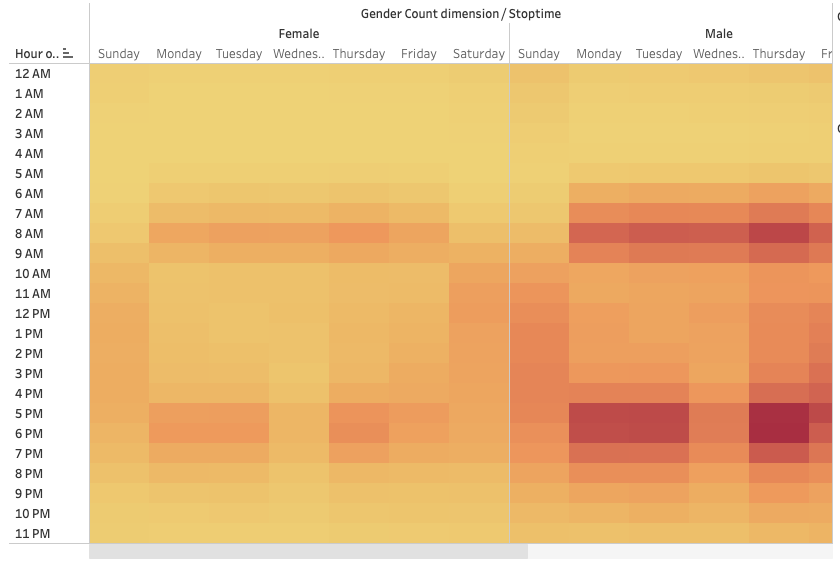 Gender Count dimension / Stoptime
Female Male
Hour o.. Sunday Monday Tuesday Wednes.. Thursday Friday Saturday Sunday Monday Tuesday Wednes.. Thursday Fr
12 AM
1 AM
2 AM
3 AM
4 AM
5 AM
6 AM
7 AM
8 AM
9 AM
10 AM
11 AM
12 PM
1 PM
2 PM
3 PM
4 PM
5 PM
6 PM
7 PM
8 PM
9 PM
10 PM
11 PM